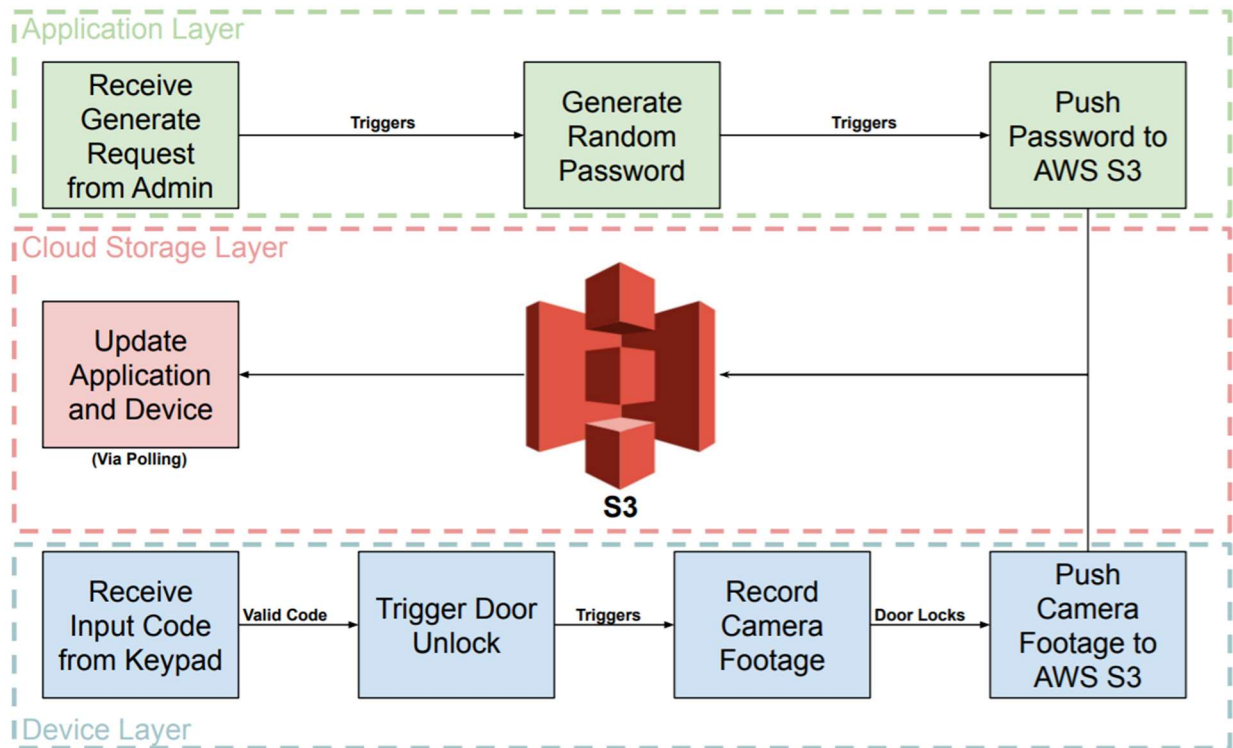 Application Layer
Receive
Generate
Request
from Admin
Triggers
Generate
Random
Password
Triggers
Push
Password to
AWS S3
Cloud Storage Layer
Update
Application
and Device
(Via Polling)
S3
Receive
Input Code
from Keypad
Valid Code
Trigger Door
Unlock
Triggers
Record
Camera
Footage
Door Locks
Push
Camera
Footage to
AWS S3
Device Layer